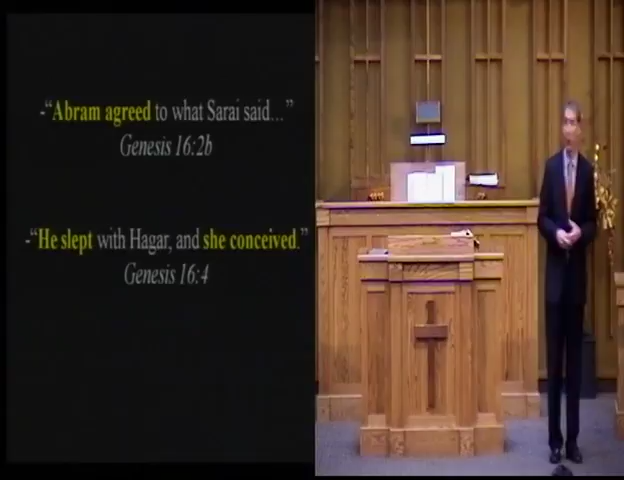 -“Abram agreed to what Sarai said...”
Genesis 16:2b
-“He slept with Hagar, and she conceived.”
Genesis 16:4